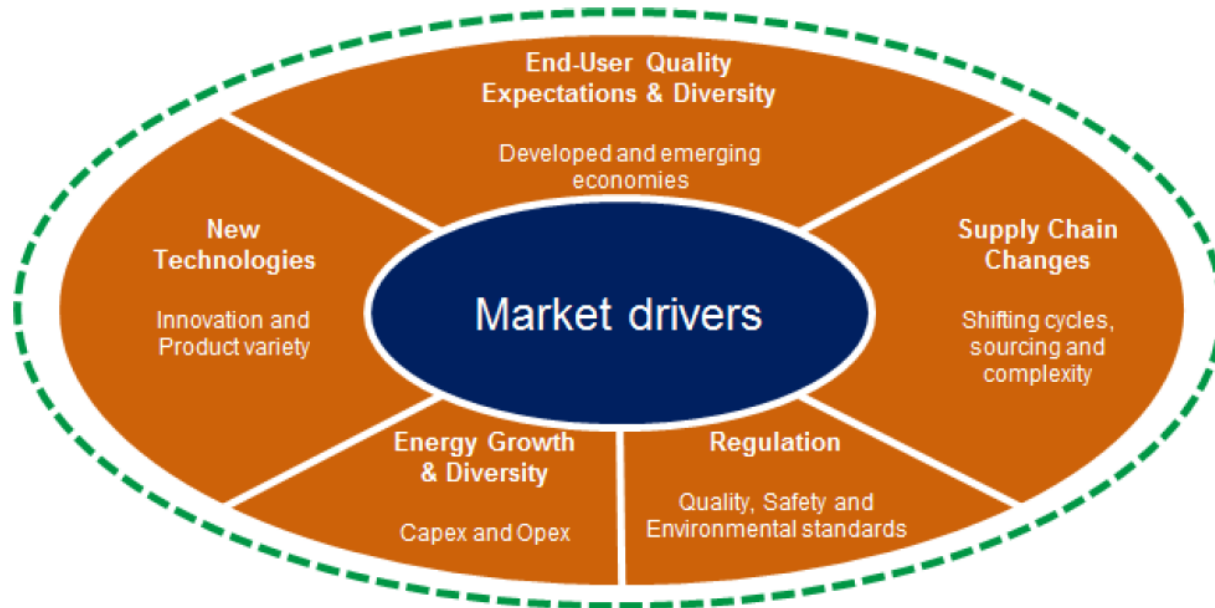 End-User Quality
Expectations & Diversity
Developed and emerging
economies
New
Technologies
Innovation and
Product variety
Market drivers
Supply Chain
Changes
Shifting cycles,
sourcing and
complexity
Energy Growth
& Diversity
Capex and Opex
Regulation
Quality, Safety and
Environmental standards